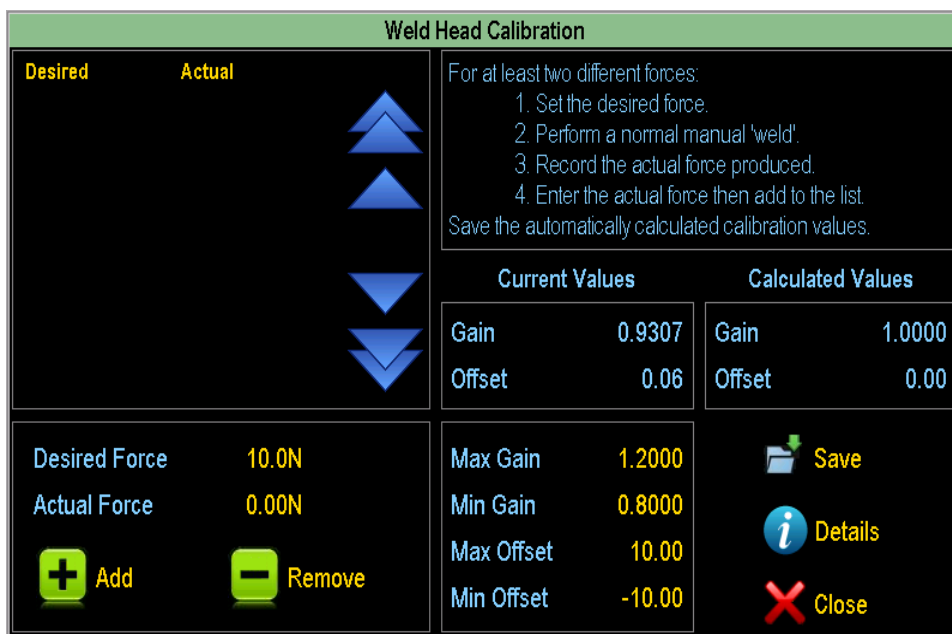 Weld Head Calibration
Desired Actual
For at least two different forces:
1. Set the desired force.
2. Perform a normal manual 'weld'.
3. Record the actual force produced.
4. Enter the actual force then add to the list.
Save the automatically calculated calibration values.
Current Values
Gain 0.9307
Offset 0.06
Calculated Values
Gain 1.0000
Offset 0.00
Desired Force 10.0N
Actual Force 0.00N
Add Remove
Max Gain 1.2000
Min Gain 0.8000
Max Offset 10.00
Min Offset -10.00
Save
Details
Close